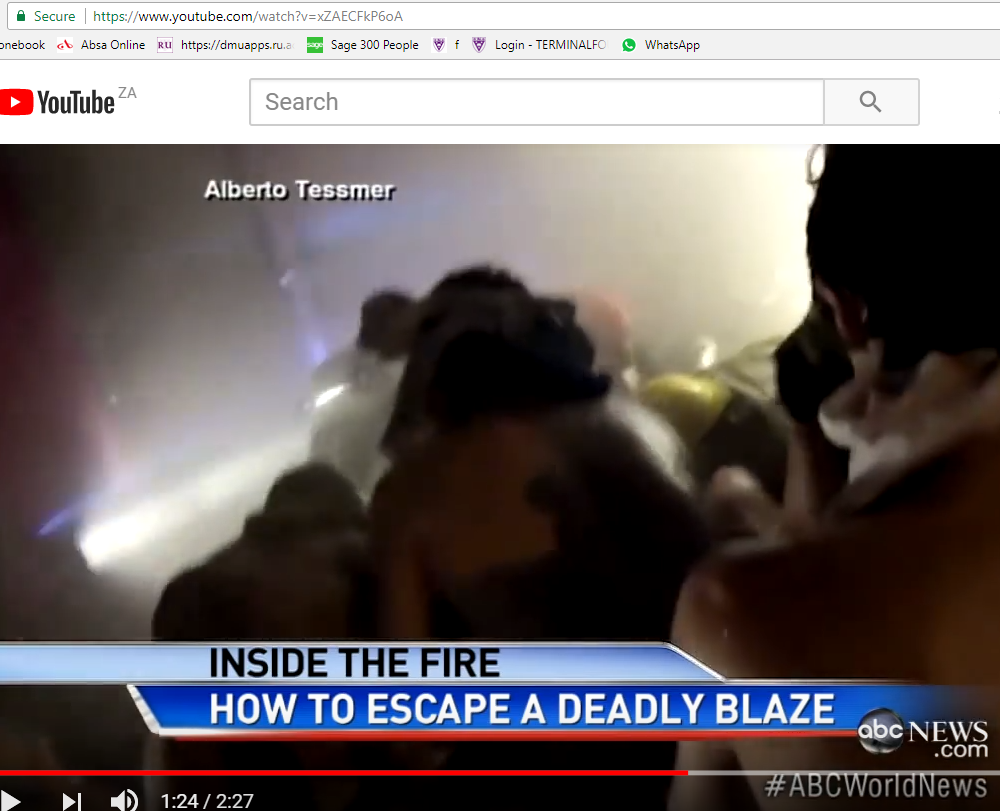 Secure https://www.youtube.com/watch?v=xZAECFkP6oA
onebook Absa Online RU https://dmuapps.ru.a sage Sage 300 People f Login - TERMINALFO WhatsApp
YouTube ZA Search
Alberto Tessmer
INSIDE THE FIRE
HOW TO ESCAPE A DEADLY BLAZE
abc NEWS
.com
#ABCWorldNews
1:24 / 2:27